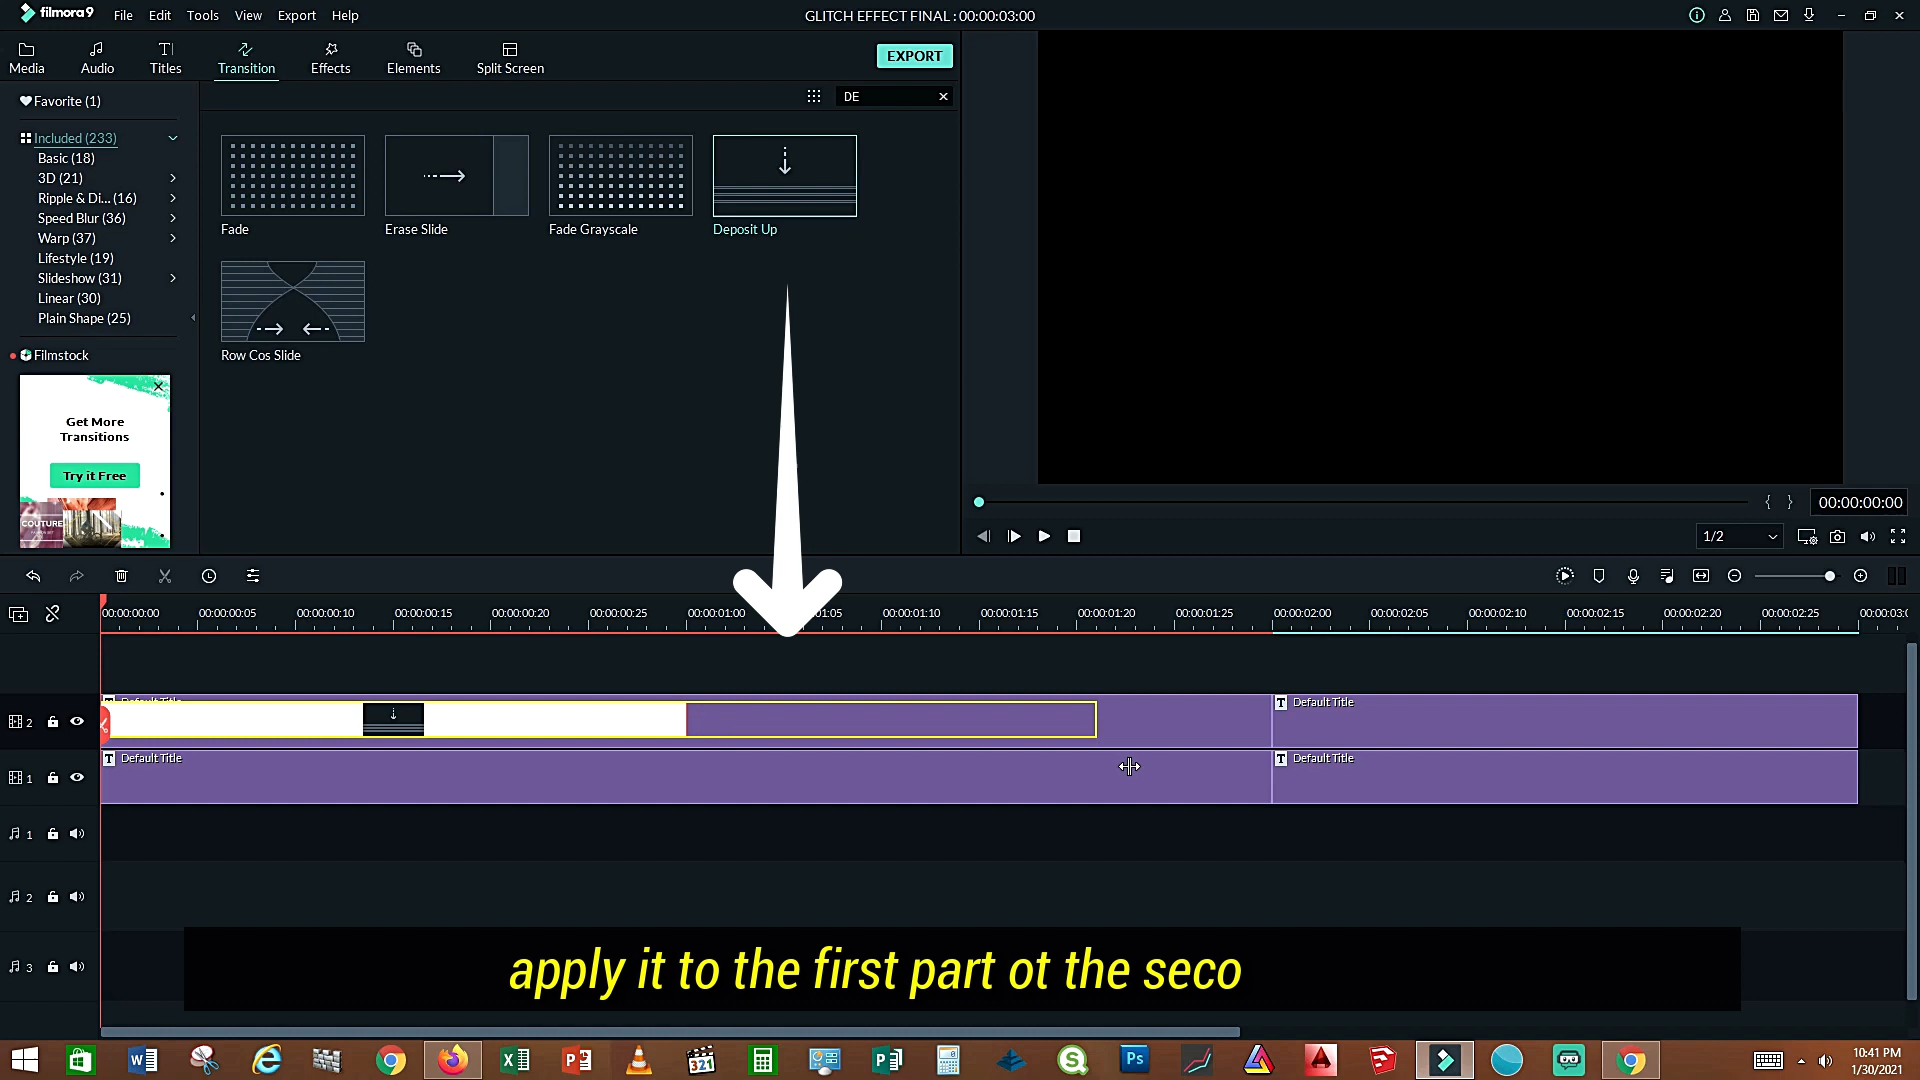 filmora9 File Edit Tools View Export Help GLITCH EFFECT FINAL : 00:00:03:00
Media Audio Titles Transition Effects Elements Split Screen EXPORT
Favorite (1) DE
Included (233)
Basic (18)
3D (21)
Ripple & Di... (16)
Speed Blur (36)
Warp (37)
Lifestyle (19)
Slideshow (31)
Linear (30)
Plain Shape (25)
Filmstock
Get More
Transitions
Try it Free
COUTURE
Fade Erase Slide Fade Grayscale Deposit Up
Row Cos Slide
00:00:00:00
1/2
00:00:00:00 00:00:00:05 00:00:00:10 00:00:00:15 00:00:00:20 00:00:00:25 00:00:01:00 1:05 00:00:01:10 00:00:01:15 00:00:01:20 00:00:01:25 00:00:02:00 00:00:02:05 00:00:02:10 00:00:02:15 00:00:02:20 00:00:02:25 00:00:03:0
2 Default Title Default Title
1 Default Title Default Title
1
2
3
apply it to the first part ot the seco
321 Ps
10:41 PM
1/30/2021